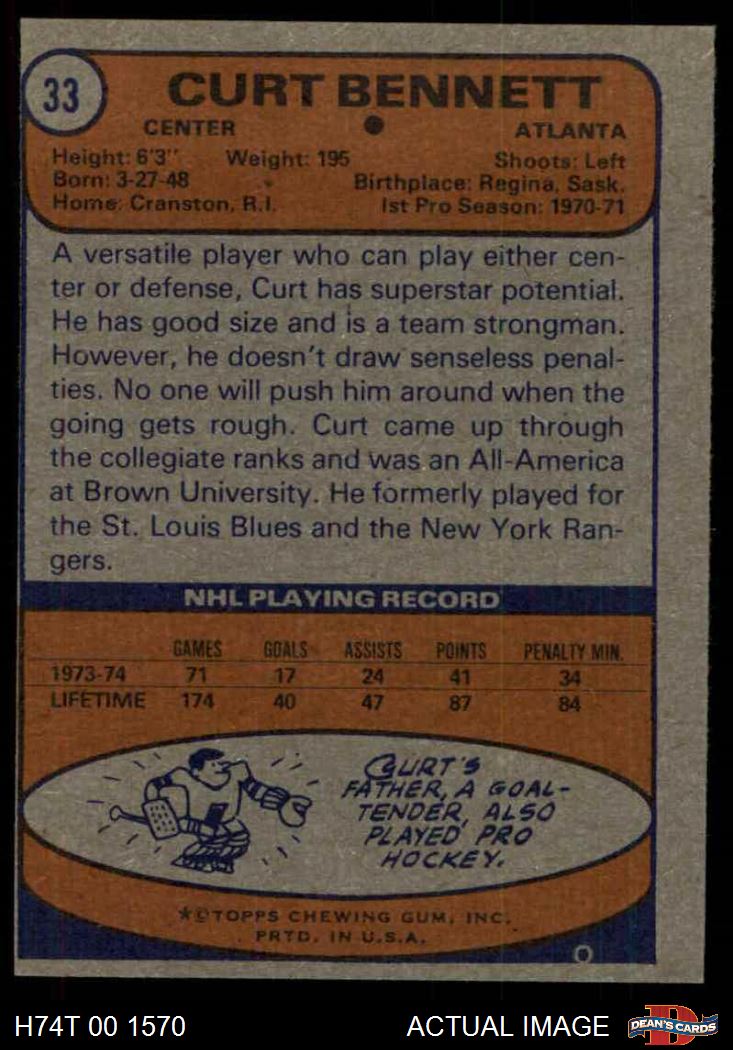 33
CURT BENNETT
CENTER
ATLANTA
Height: 6'3" Weight: 195 Shoots: Left
Born: 3-27-48 Birthplace: Regina, Sask.
Home: Cranston, R.I. 1st Pro Season: 1970-71
A versatile player who can play either cen-
ter or defense, Curt has superstar potential.
He has good size and is a team strongman.
However, he doesn't draw senseless penal-
ties. No one will push him around when the
going gets rough. Curt came up through
the collegiate ranks and was an All-America
at Brown University. He formerly played for
the St. Louis Blues and the New York Ran-
gers.
NHL PLAYING RECORD
GAMES GOALS ASSISTS POINTS PENALTY MIN.
1973-74 71 17 24 41 34
LIFETIME 174 40 47 87 84
CURT'S
FATHER, A GOAL-
TENDER, ALSO
PLAYED PRO
HOCKEY.
★©TOPPS CHEWING GUM, INC.
PRTD. IN U.S.A.
O
H74T 00 1570 ACTUAL IMAGE
D
DEAN'S CARDS